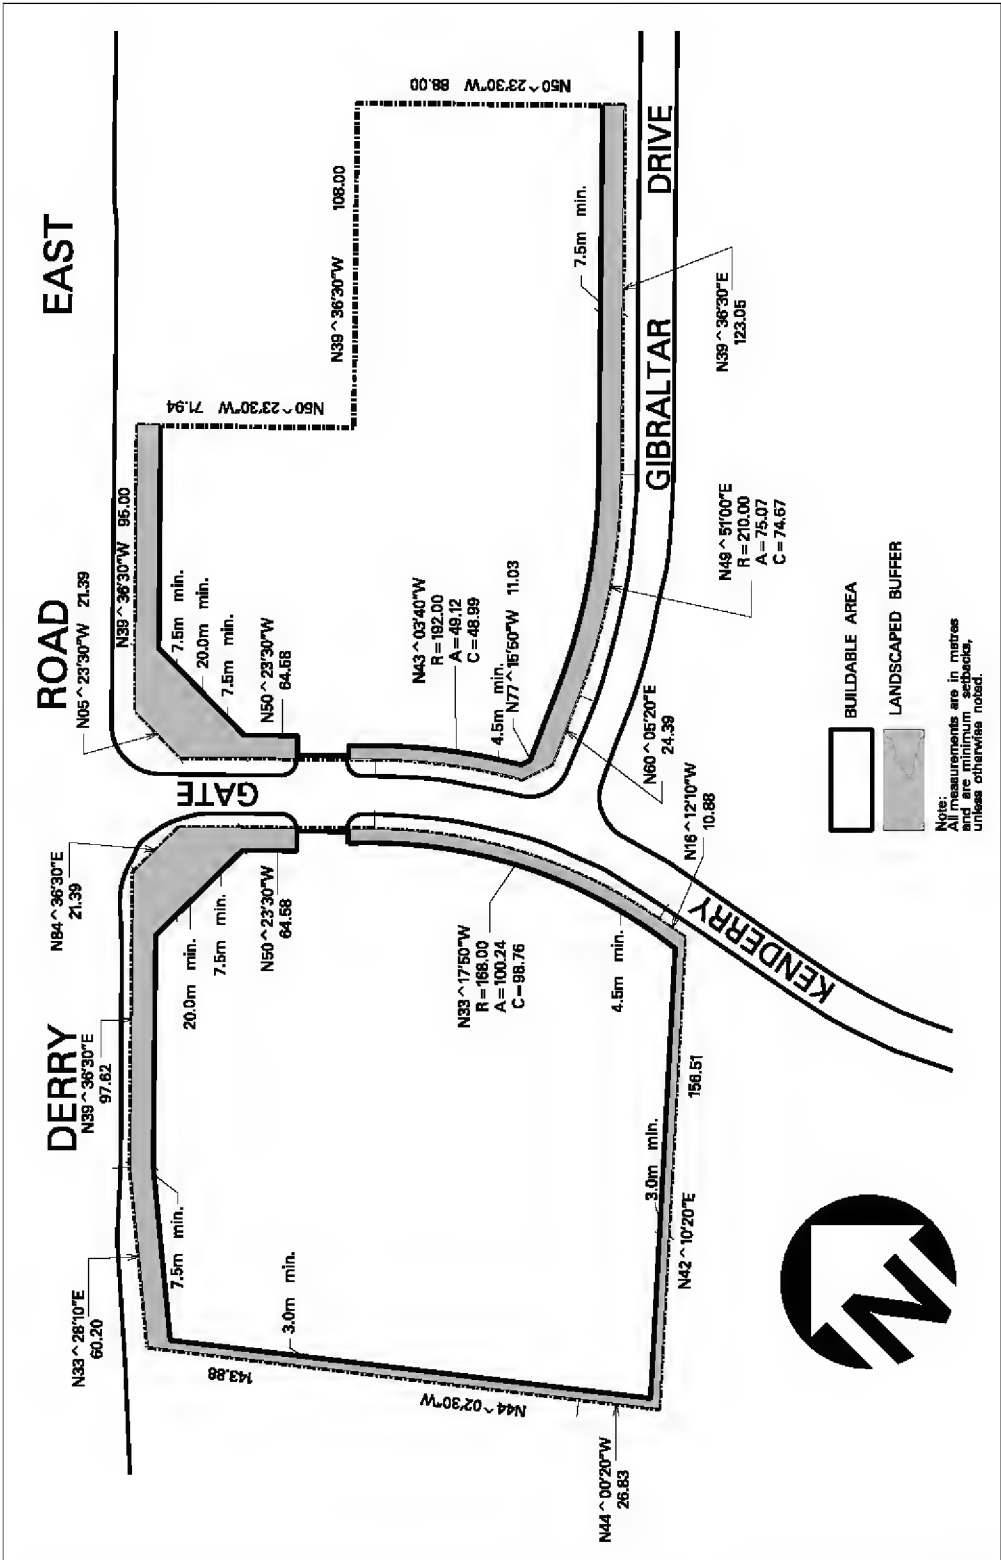 DERRY
ROAD
EAST
N33^28'10"E
60.20
N39^36'30"E
97.62
N84^36'30"E
21.39
N05^23'30"W 21.39
N39^36'30"W 95.00
N50^23'30"W 71.94
N39^36'30"W 108.00
N50^23'30"W 88.00
7.5m min.
20.0m min.
7.5m min.
N50^23'30"W
64.58
GATE
7.5m min.
20.0m min.
7.5m min.
N50^23'30"W
64.58
3.0m min.
143.88
N44^02'30"W
N44^00'20"W
26.83
N33^17'50"W
R=168.00
A=100.24
C=98.76
4.5m min.
N43^03'40"W
R=192.00
A=49.12
C=48.99
4.5m min.
N77^15'50"W 11.03
7.5m min.
3.0m min.
N42^10'20"E
156.51
N16^12'10"W
10.88
N60^05'20"E
24.39
N49^51'00"E
R=210.00
A=75.07
C=74.67
N39^36'30"E
123.05
KENDERRY
GIBRALTAR DRIVE
N
BUILDABLE AREA
LANDSCAPED BUFFER
Note:
All measurements are in metres
and are minimum setbacks,
unless otherwise noted.